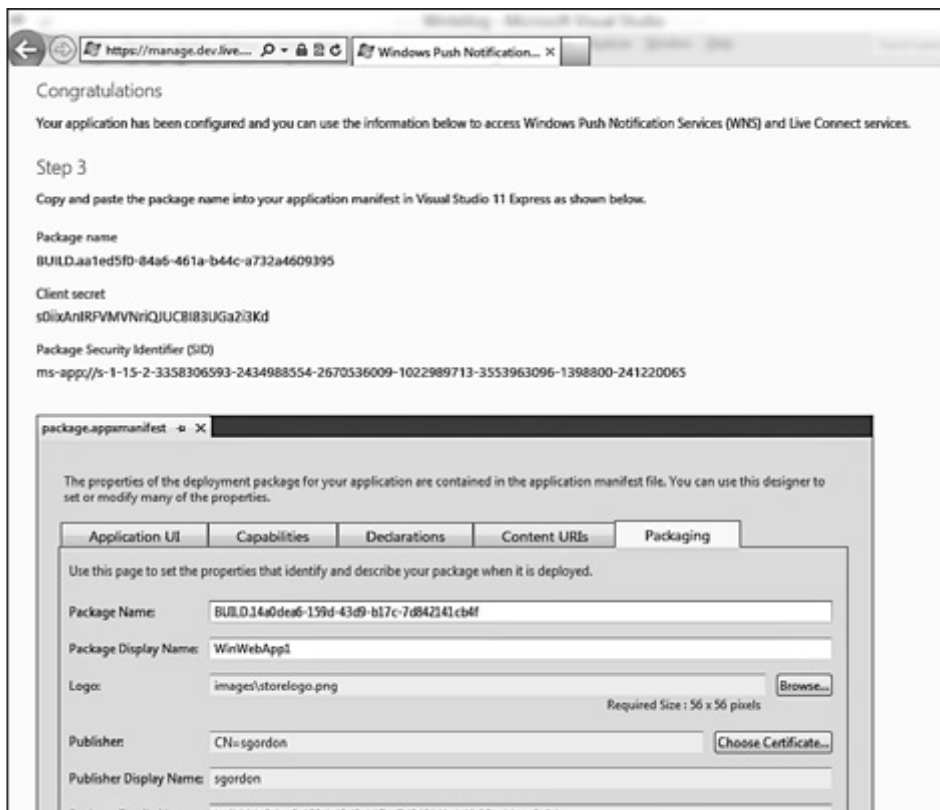 https://manage.dev.live....
Windows Push Notification...
Congratulations
Your application has been configured and you can use the information below to access Windows Push Notification Services (WNS) and Live Connect services.
Step 3
Copy and paste the package name into your application manifest in Visual Studio 11 Express as shown below.
Package name
BUILD.aa1ed5f0-84a6-461a-b44c-a732a4609395
Client secret
s0iixAnIRFVMVNriQJUC8I83UGa2i3Kd
Package Security Identifier (SID)
ms-app://s-1-15-2-3358306593-2434988554-2670536009-1022989713-3553963096-1398800-241220065
package.appxmanifest
The properties of the deployment package for your application are contained in the application manifest file. You can use this designer to
set or modify many of the properties.
Application UI Capabilities Declarations Content URIs Packaging
Use this page to set the properties that identify and describe your package when it is deployed.
Package Name: BUILD.14a0dea6-159d-43d9-b17c-7d842141cb4f
Package Display Name: WinWebApp1
Logo: images\storelogo.png Browse...
Required Size : 56 x 56 pixels
Publisher: CN=sgordon Choose Certificate...
Publisher Display Name: sgordon